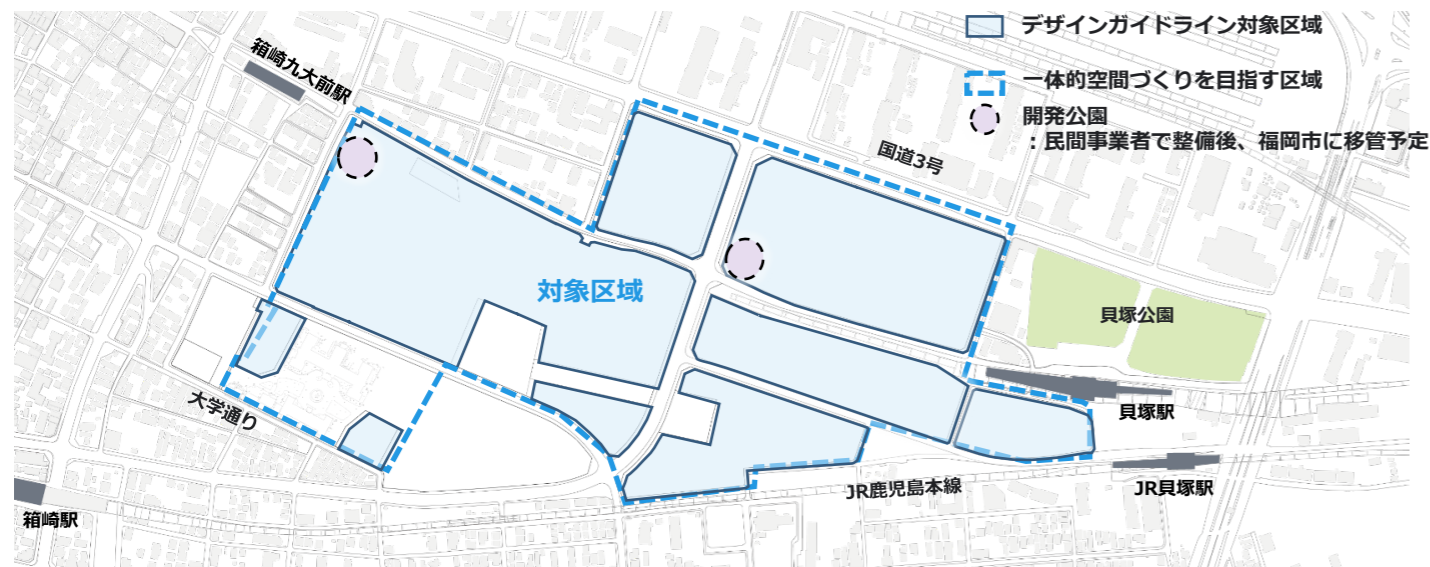 デザインガイドライン対象区域
一体的空間づくりを目指す区域
開発公園
：民間事業者で整備後、福岡市に移管予定
箱崎九大前駅
国道3号
対象区域
貝塚公園
貝塚駅
大学通り
JR鹿児島本線
JR貝塚駅
箱崎駅